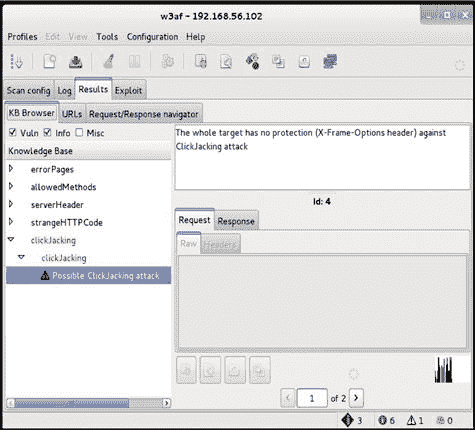 w3af - 192.168.56.102
Profiles Edit View Tools Configuration Help
Scan config Log Results Exploit
KB Browser URLs Request/Response navigator
Vuln Info Misc
Knowledge Base
errorPages
allowedMethods
serverHeader
strangeHTTPCode
clickJacking
clickJacking
Possible ClickJacking attack
The whole target has no protection (X-Frame-Options header) against
ClickJacking attack
Id: 4
Request Response
Raw Headers
1 of 2
3 6 1 0